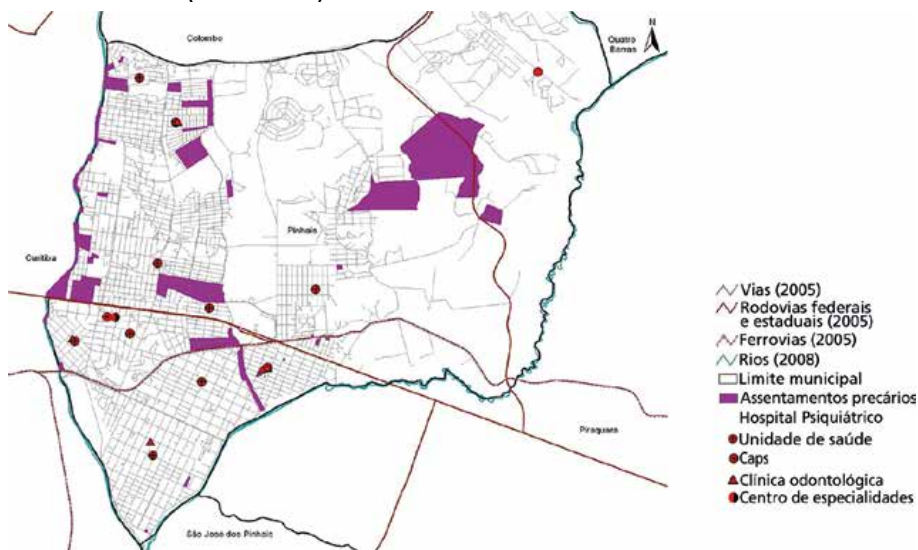 Colombo
Quatro
Barras
N
Pinhais
Curitiba
Piraquara
São José dos Pinhais
Vias (2005)
Rodovias federais
e estaduais (2005)
Ferrovias (2005)
Rios (2008)
Limite municipal
Assentamentos precários
Hospital Psiquiátrico
Unidade de saúde
Caps
Clínica odontológica
Centro de especialidades